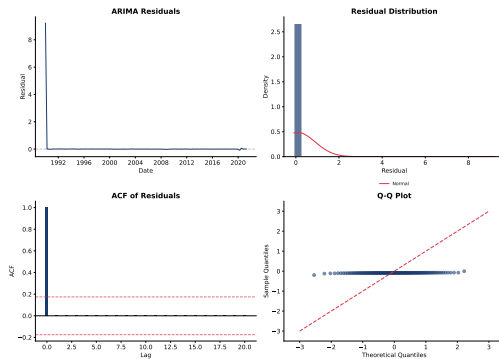 ARIMA Residuals
Residual
8
6
4
2
0
1992 1996 2000 2004 2008 2012 2016 2020
Date
Residual Distribution
Density
2.5
2.0
1.5
1.0
0.5
0.0
0 2 4 6 8
Residual
Normal
ACF of Residuals
ACF
1.0
0.8
0.6
0.4
0.2
0.0
−0.2
0.0 2.5 5.0 7.5 10.0 12.5 15.0 17.5 20.0
Lag
Q-Q Plot
Sample Quantiles
3
2
1
0
−1
−2
−3
−3 −2 −1 0 1 2 3
Theoretical Quantiles